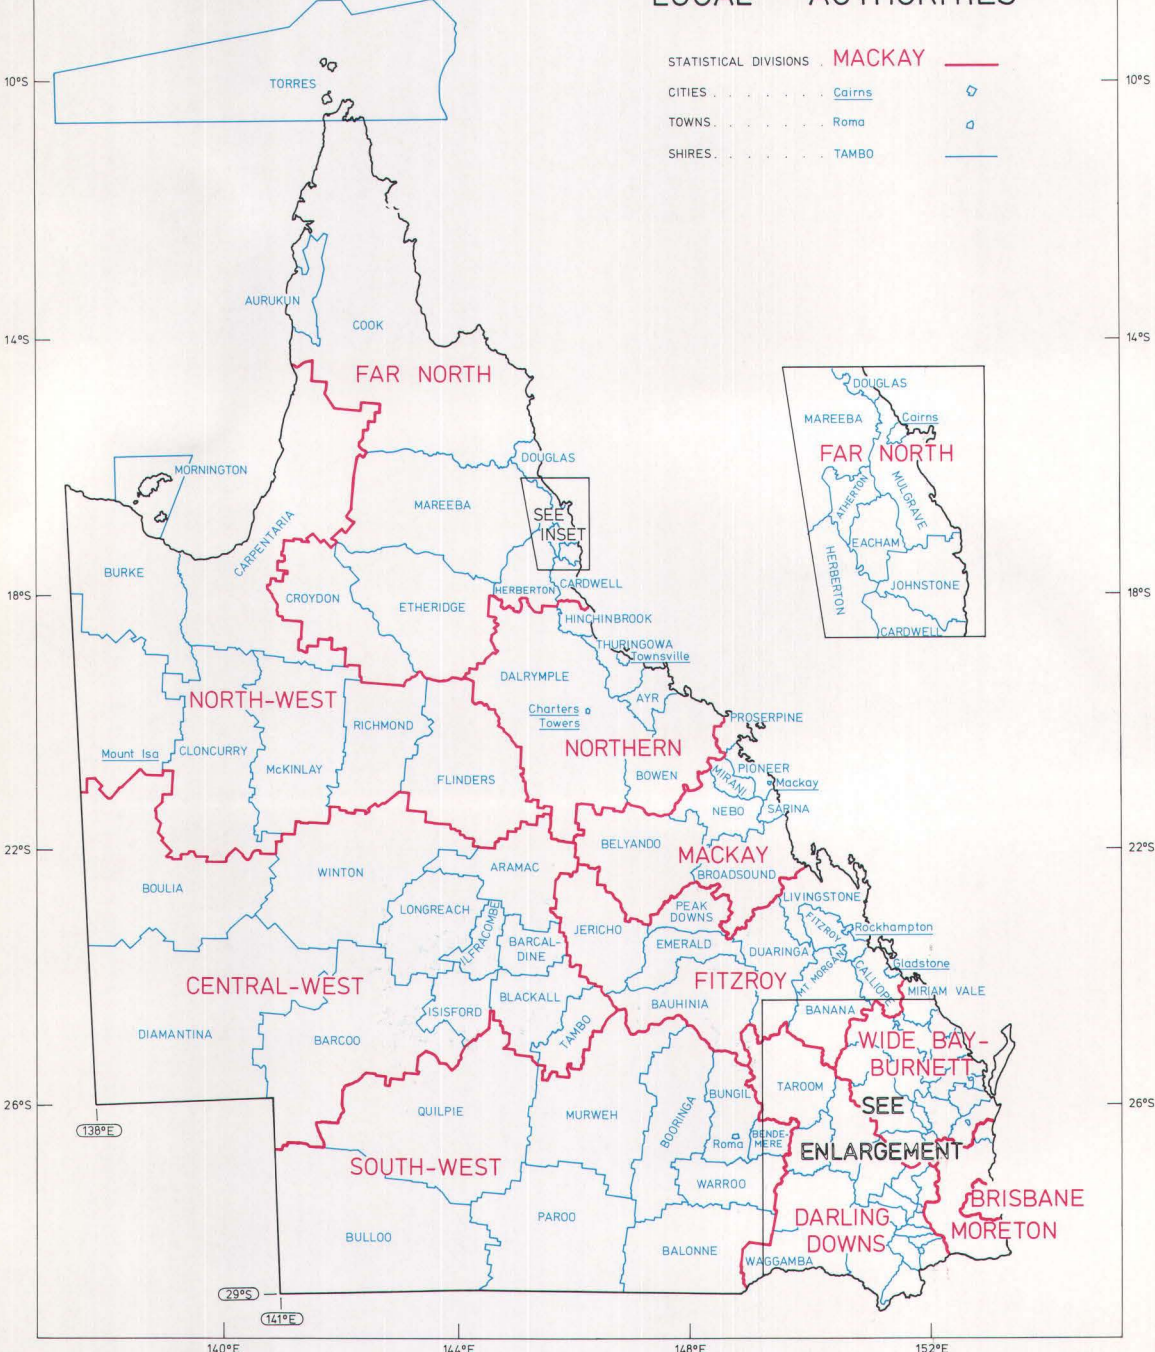 LOCAL AUTHORITIES
STATISTICAL DIVISIONS . MACKAY
CITIES . . . . . . . Cairns
TOWNS . . . . . . . Roma
SHIRES . . . . . . . TAMBO
10°S
10°S
TORRES
AURUKUN
COOK
14°S
14°S
FAR NORTH
DOUGLAS
MAREEBA
Cairns
FAR NORTH
ATHERTON
MULGRAVE
EACHAM
HERBERTON
JOHNSTONE
CARDWELL
DOUGLAS
MORNINGTON
MAREEBA
SEE
INSET
CARPENTARIA
BURKE
CROYDON
ETHERIDGE
HERBERTON
CARDWELL
18°S
18°S
HINCHINBROOK
THURINGOWA
Townsville
DALRYMPLE
AYR
NORTH-WEST
RICHMOND
Charters
Towers
PROSERPINE
Mount Isa
CLONCURRY
McKINLAY
FLINDERS
NORTHERN
BOWEN
PIONEER
MIRANI
Mackay
NEBO
SARINA
22°S
22°S
BELYANDO
MACKAY
BROADSOUND
WINTON
ARAMAC
BOULIA
LONGREACH
ILFRACOMBE
BARCAL-
DINE
JERICHO
PEAK
DOWNS
LIVINGSTONE
FITZROY
Rockhampton
EMERALD
DUARINGA
MT MORGAN
CALLIOPE
Gladstone
CENTRAL-WEST
FITZROY
MIRIAM VALE
BLACKALL
ISISFORD
BAUHINIA
BANANA
DIAMANTINA
BARCOO
TAMBO
WIDE BAY-
BURNETT
TAROOM
SEE
26°S
26°S
138°E
QUILPIE
MURWEH
BOORINGA
BUNGIL
Roma
BENDE-
MERE
ENLARGEMENT
SOUTH-WEST
WARROO
BRISBANE
MORETON
BULLOO
PAROO
BALONNE
DARLING
DOWNS
WAGGAMBA
29°S
141°E
140°E
144°E
148°E
152°E